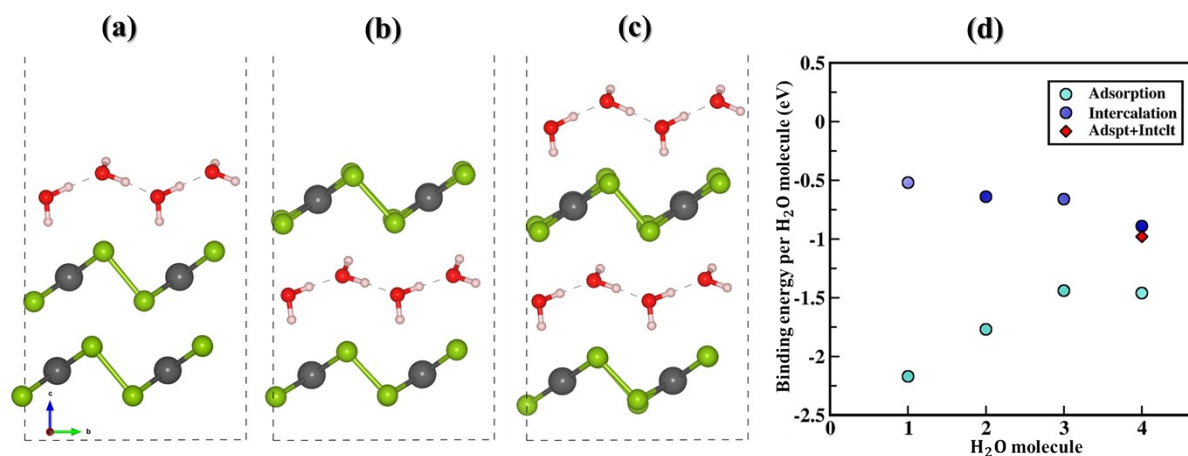 (a)
(b)
(c)
(d)
c
b
Binding energy per H₂O molecule (eV)
0.5
0
-0.5
-1
-1.5
-2
-2.5
Adsorption
Intercalation
Adspt+Intclt
0 1 2 3 4
H₂O molecule